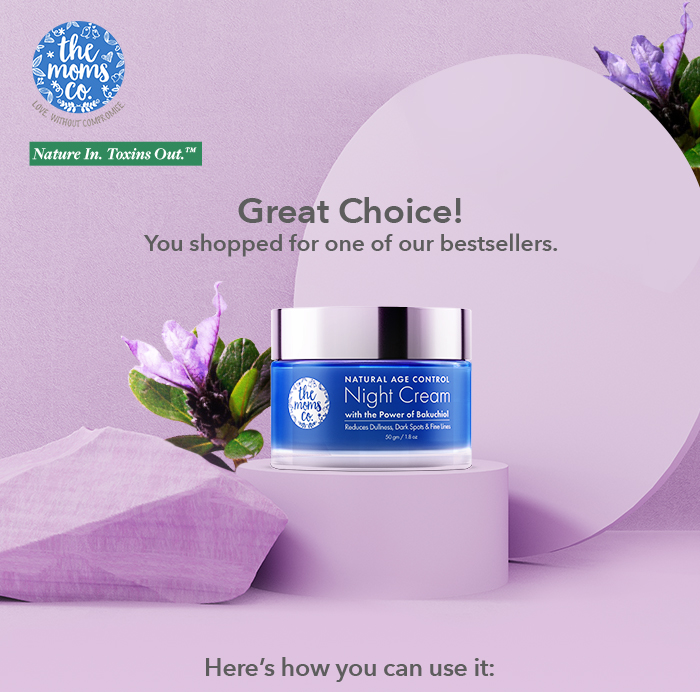 the
moms
co.
LOVE WITHOUT COMPROMISE
Nature In. Toxins Out.™
Great Choice!
You shopped for one of our bestsellers.
the
moms
co.
NATURAL AGE CONTROL
Night Cream
with the Power of Bakuchiol
Reduces Dullness, Dark Spots & Fine Lines
50 gm / 1.8 oz
Here's how you can use it: